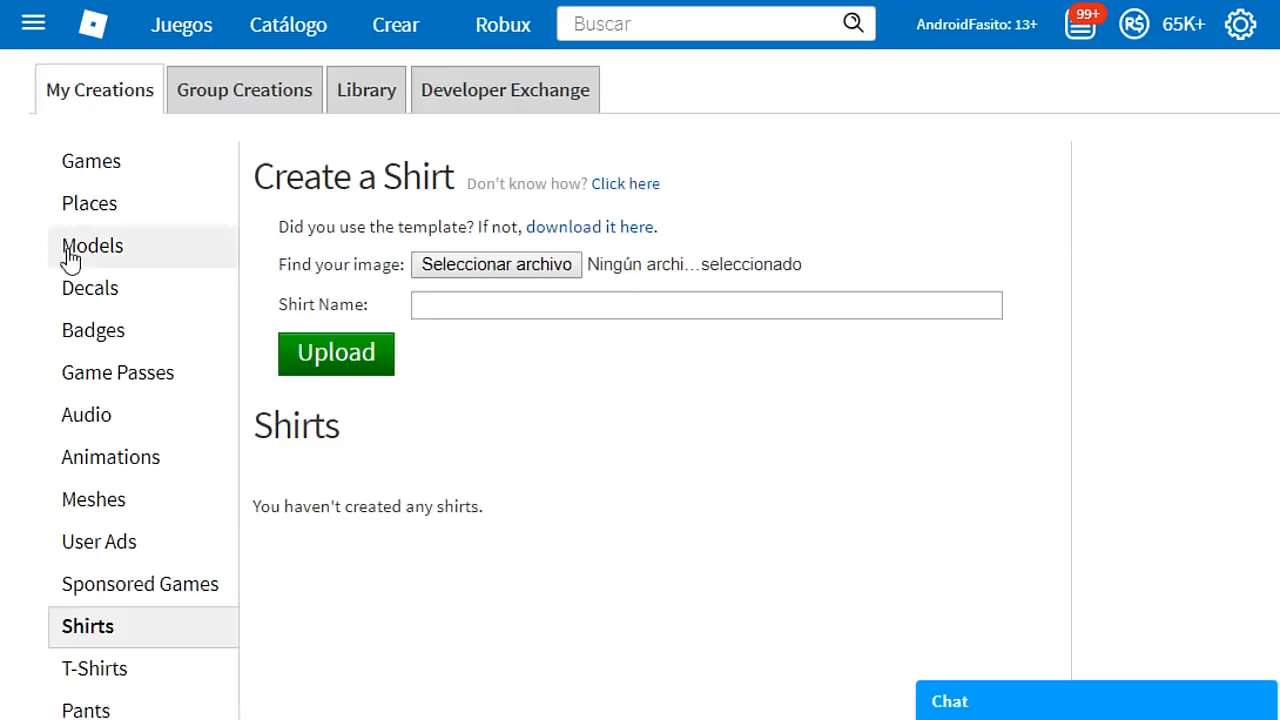 Juegos Catálogo Crear Robux Buscar AndroidFasito: 13+ 99+ R$ 65K+
My Creations Group Creations Library Developer Exchange
Games
Places
Models
Decals
Badges
Game Passes
Audio
Animations
Meshes
User Ads
Sponsored Games
Shirts
T-Shirts
Pants
Create a Shirt Don't know how? Click here
Did you use the template? If not, download it here.
Find your image: Seleccionar archivo Ningún archi...seleccionado
Shirt Name:
Upload
Shirts
You haven't created any shirts.
Chat